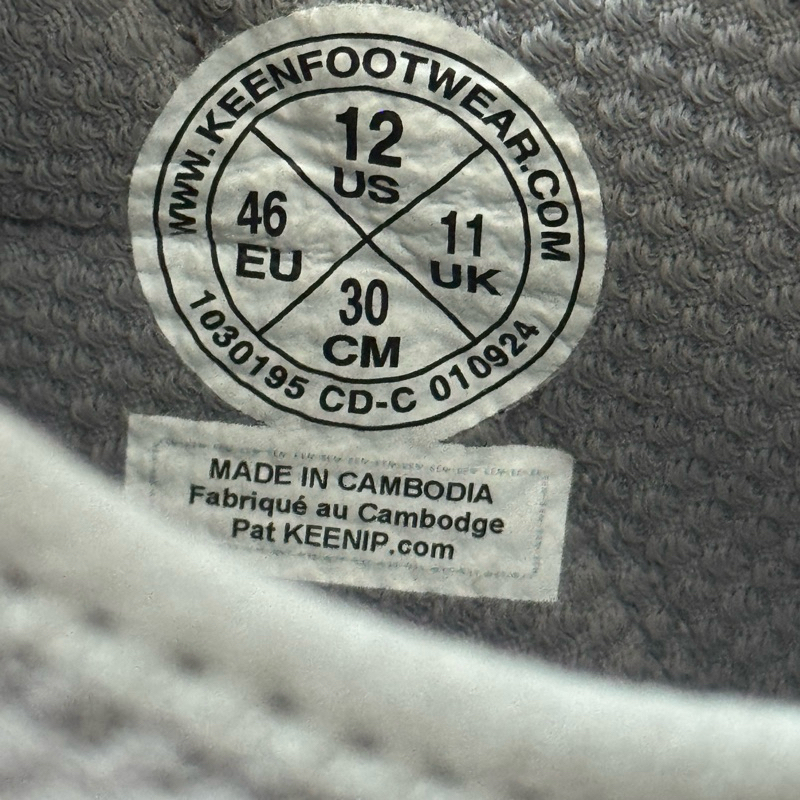 WWW.KEENFOOTWEAR.COM
12
US
46
EU
11
UK
30
CM
1030195 CD-C 010924
MADE IN CAMBODIA
Fabriqué au Cambodge
Pat KEENIP.com